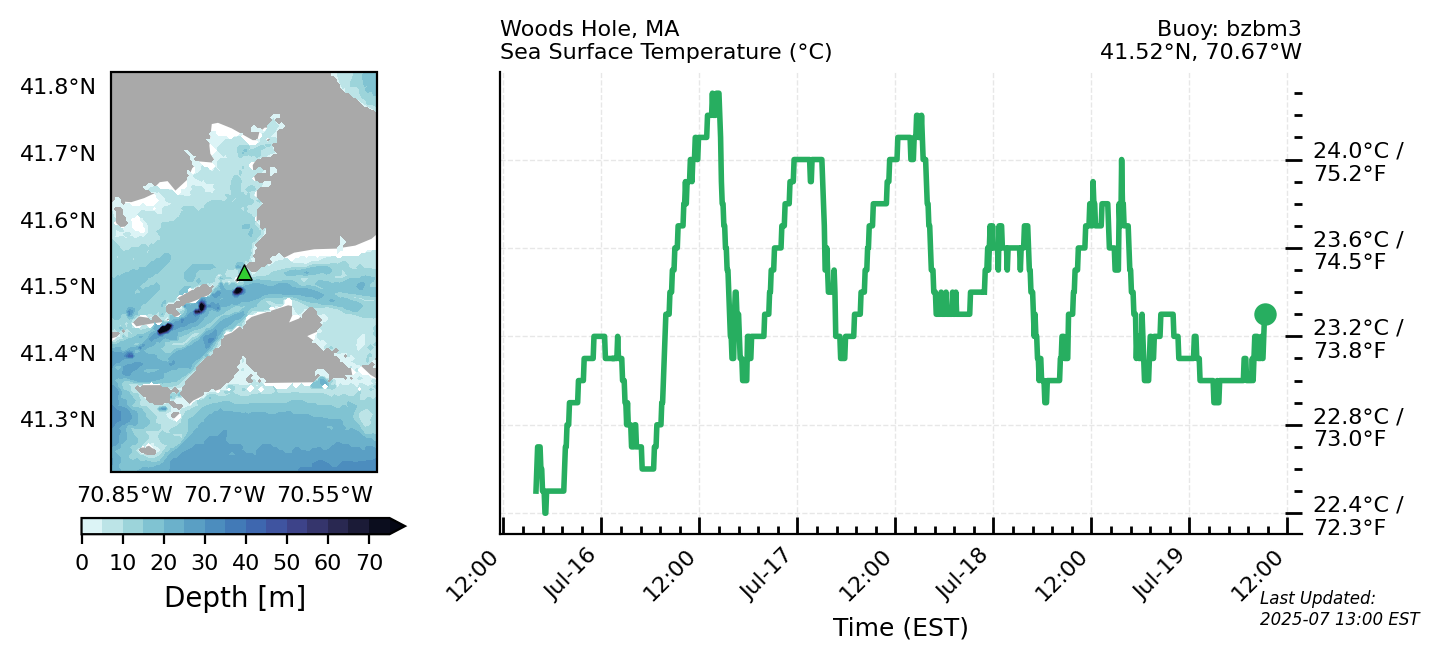 Woods Hole, MA
Sea Surface Temperature (°C)
Buoy: bzbm3
41.52°N, 70.67°W
41.8°N
41.7°N
41.6°N
41.5°N
41.4°N
41.3°N
70.85°W 70.7°W 70.55°W
0 10 20 30 40 50 60 70
Depth [m]
24.0°C /
75.2°F
23.6°C /
74.5°F
23.2°C /
73.8°F
22.8°C /
73.0°F
22.4°C /
72.3°F
12:00 Jul-16 12:00 Jul-17 12:00 Jul-18 12:00 Jul-19 12:00
Time (EST)
Last Updated:
2025-07 13:00 EST